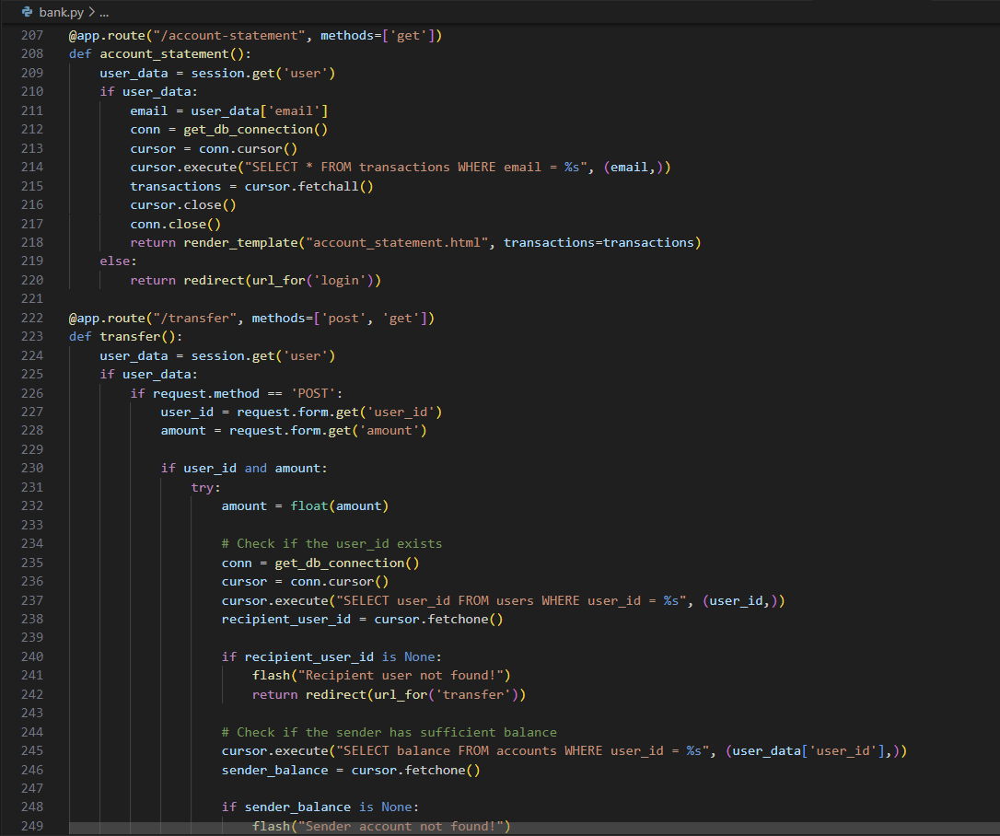 bank.py > ...
207 @app.route("/account-statement", methods=['get'])
208 def account_statement():
209     user_data = session.get('user')
210     if user_data:
211         email = user_data['email']
212         conn = get_db_connection()
213         cursor = conn.cursor()
214         cursor.execute("SELECT * FROM transactions WHERE email = %s", (email,))
215         transactions = cursor.fetchall()
216         cursor.close()
217         conn.close()
218         return render_template("account_statement.html", transactions=transactions)
219     else:
220         return redirect(url_for('login'))
221
222 @app.route("/transfer", methods=['post', 'get'])
223 def transfer():
224     user_data = session.get('user')
225     if user_data:
226         if request.method == 'POST':
227             user_id = request.form.get('user_id')
228             amount = request.form.get('amount')
229
230             if user_id and amount:
231                 try:
232                     amount = float(amount)
233
234                     # Check if the user_id exists
235                     conn = get_db_connection()
236                     cursor = conn.cursor()
237                     cursor.execute("SELECT user_id FROM users WHERE user_id = %s", (user_id,))
238                     recipient_user_id = cursor.fetchone()
239
240                     if recipient_user_id is None:
241                         flash("Recipient user not found!")
242                         return redirect(url_for('transfer'))
243
244                     # Check if the sender has sufficient balance
245                     cursor.execute("SELECT balance FROM accounts WHERE user_id = %s", (user_data['user_id'],))
246                     sender_balance = cursor.fetchone()
247
248                     if sender_balance is None:
249                         flash("Sender account not found!")